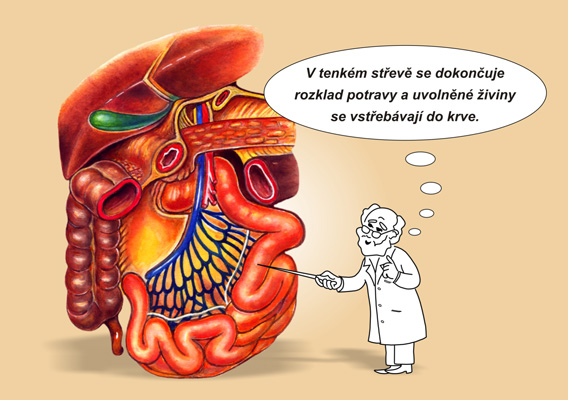 V tenkém střevě se dokončuje
rozklad potravy a uvolněné živiny
se vstřebávají do krve.